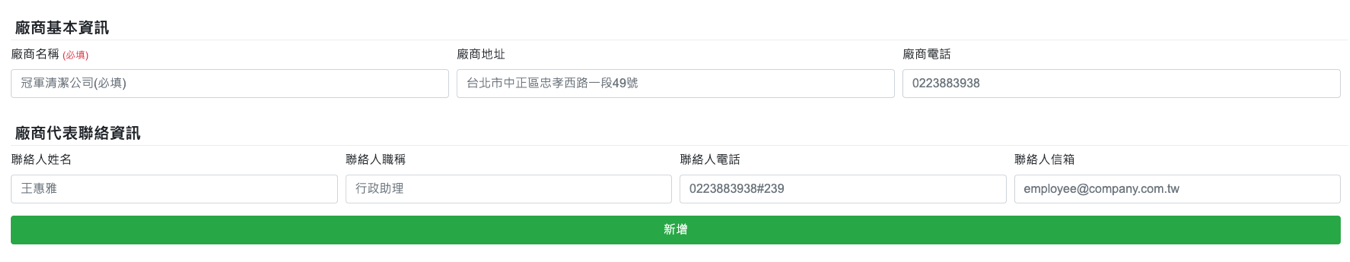 廠商基本資訊
廠商名稱 (必填) 廠商地址 廠商電話
冠軍清潔公司(必填) 台北市中正區忠孝西路一段49號 0223883938
廠商代表聯絡資訊
聯絡人姓名 聯絡人職稱 聯絡人電話 聯絡人信箱
王惠雅 行政助理 0223883938#239 employee@company.com.tw
新增